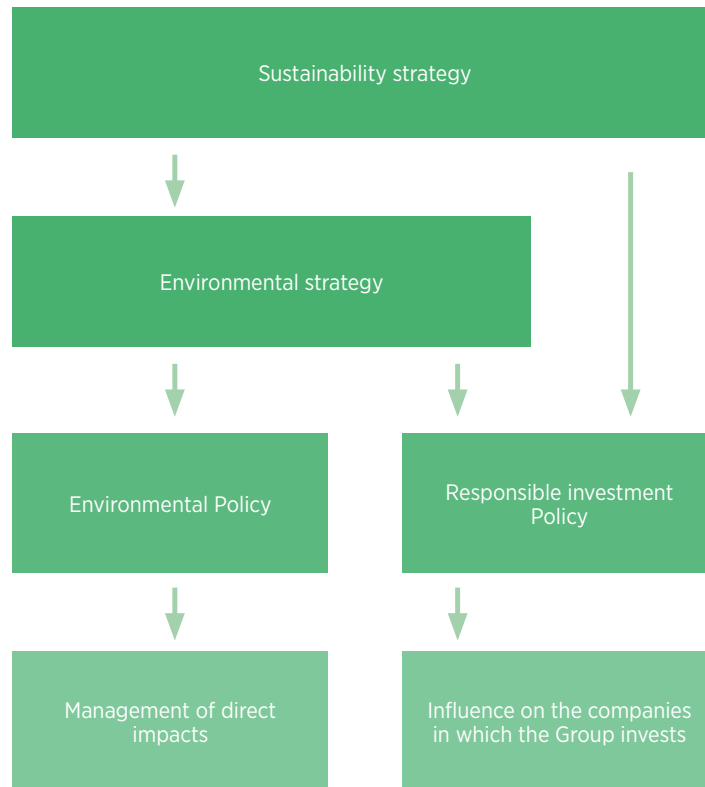 Sustainability strategy
Environmental strategy
Environmental Policy
Responsible investment
Policy
Management of direct
impacts
Influence on the companies
in which the Group invests